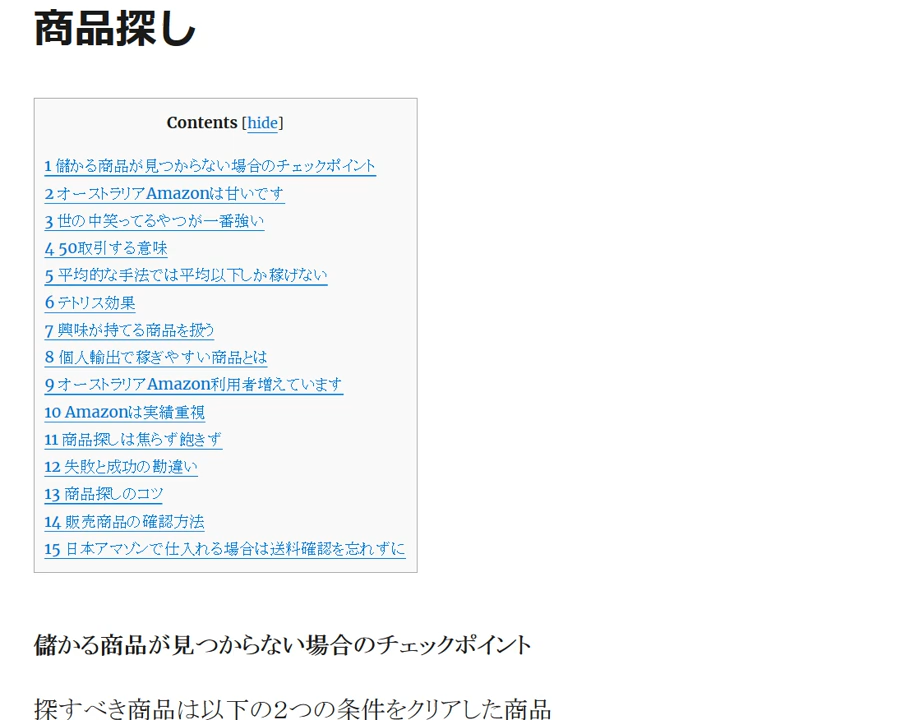 商品探し
Contents [hide]
1 儲かる商品が見つからない場合のチェックポイント
2 オーストラリアAmazonは甘いです
3 世の中笑ってるやつが一番強い
4 50取引する意味
5 平均的な手法では平均以下しか稼げない
6 テトリス効果
7 興味が持てる商品を扱う
8 個人輸出で稼ぎやすい商品とは
9 オーストラリアAmazon利用者増えています
10 Amazonは実績重視
11 商品探しは焦らず飽きず
12 失敗と成功の勘違い
13 商品探しのコツ
14 販売商品の確認方法
15 日本アマゾンで仕入れる場合は送料確認を忘れずに
儲かる商品が見つからない場合のチェックポイント
探すべき商品は以下の2つの条件をクリアした商品